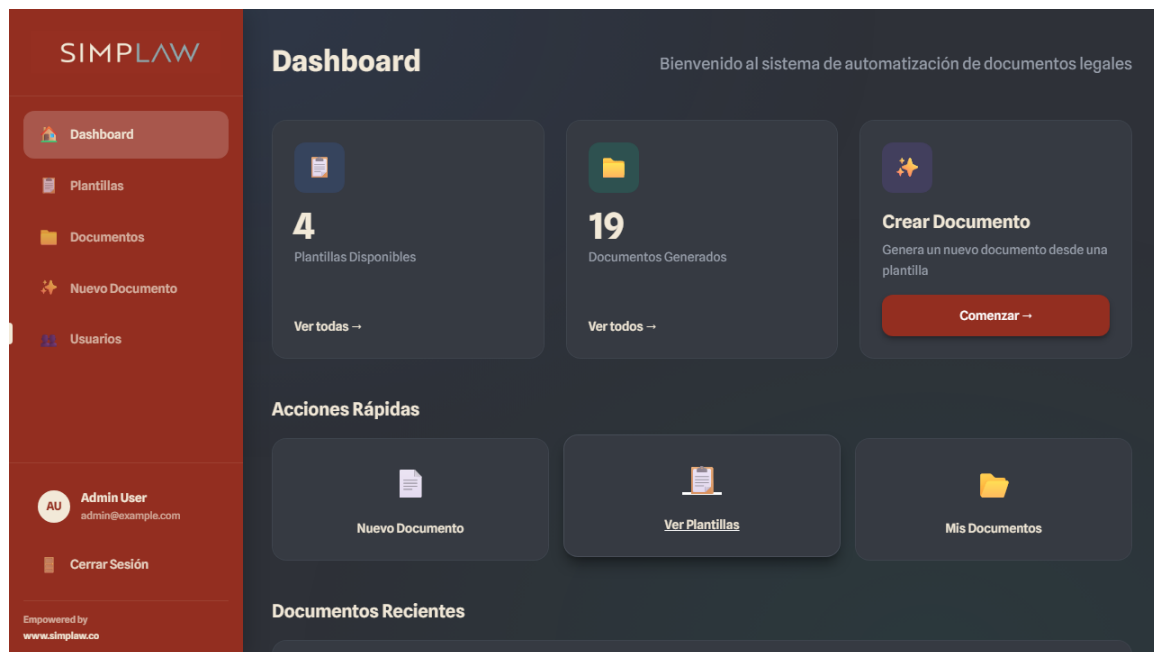 SIMPLAW
Dashboard
Plantillas
Documentos
Nuevo Documento
Usuarios
AU
Admin User
admin@example.com
Cerrar Sesión
Empowered by
www.simplaw.co
Dashboard
Bienvenido al sistema de automatización de documentos legales
4
Plantillas Disponibles
Ver todas →
19
Documentos Generados
Ver todos →
Crear Documento
Genera un nuevo documento desde una
plantilla
Comenzar →
Acciones Rápidas
Nuevo Documento
Ver Plantillas
Mis Documentos
Documentos Recientes